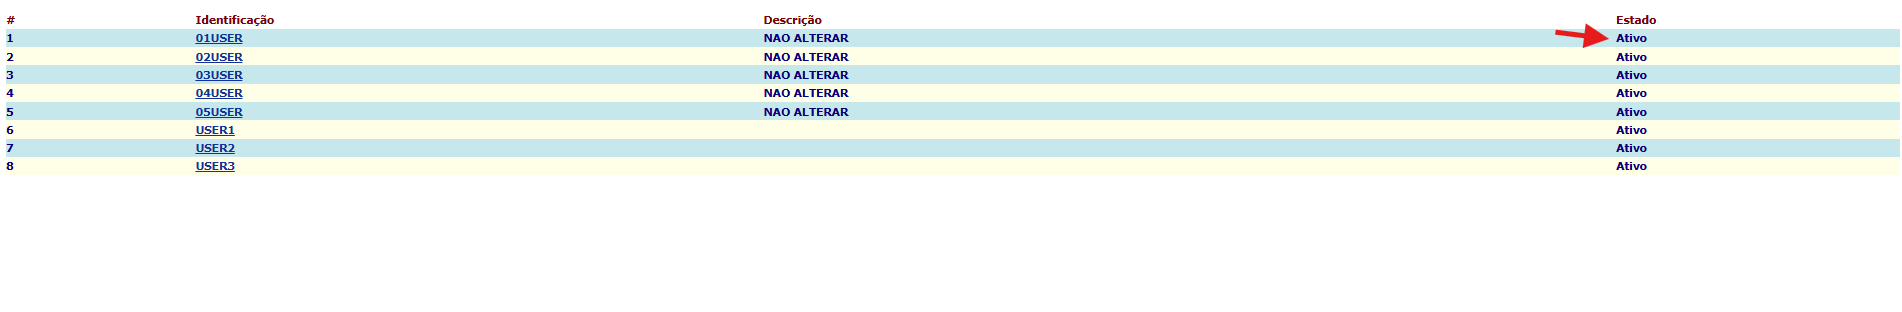 # Identificação Descrição Estado
1 01USER NAO ALTERAR Ativo
2 02USER NAO ALTERAR Ativo
3 03USER NAO ALTERAR Ativo
4 04USER NAO ALTERAR Ativo
5 05USER NAO ALTERAR Ativo
6 USER1 Ativo
7 USER2 Ativo
8 USER3 Ativo